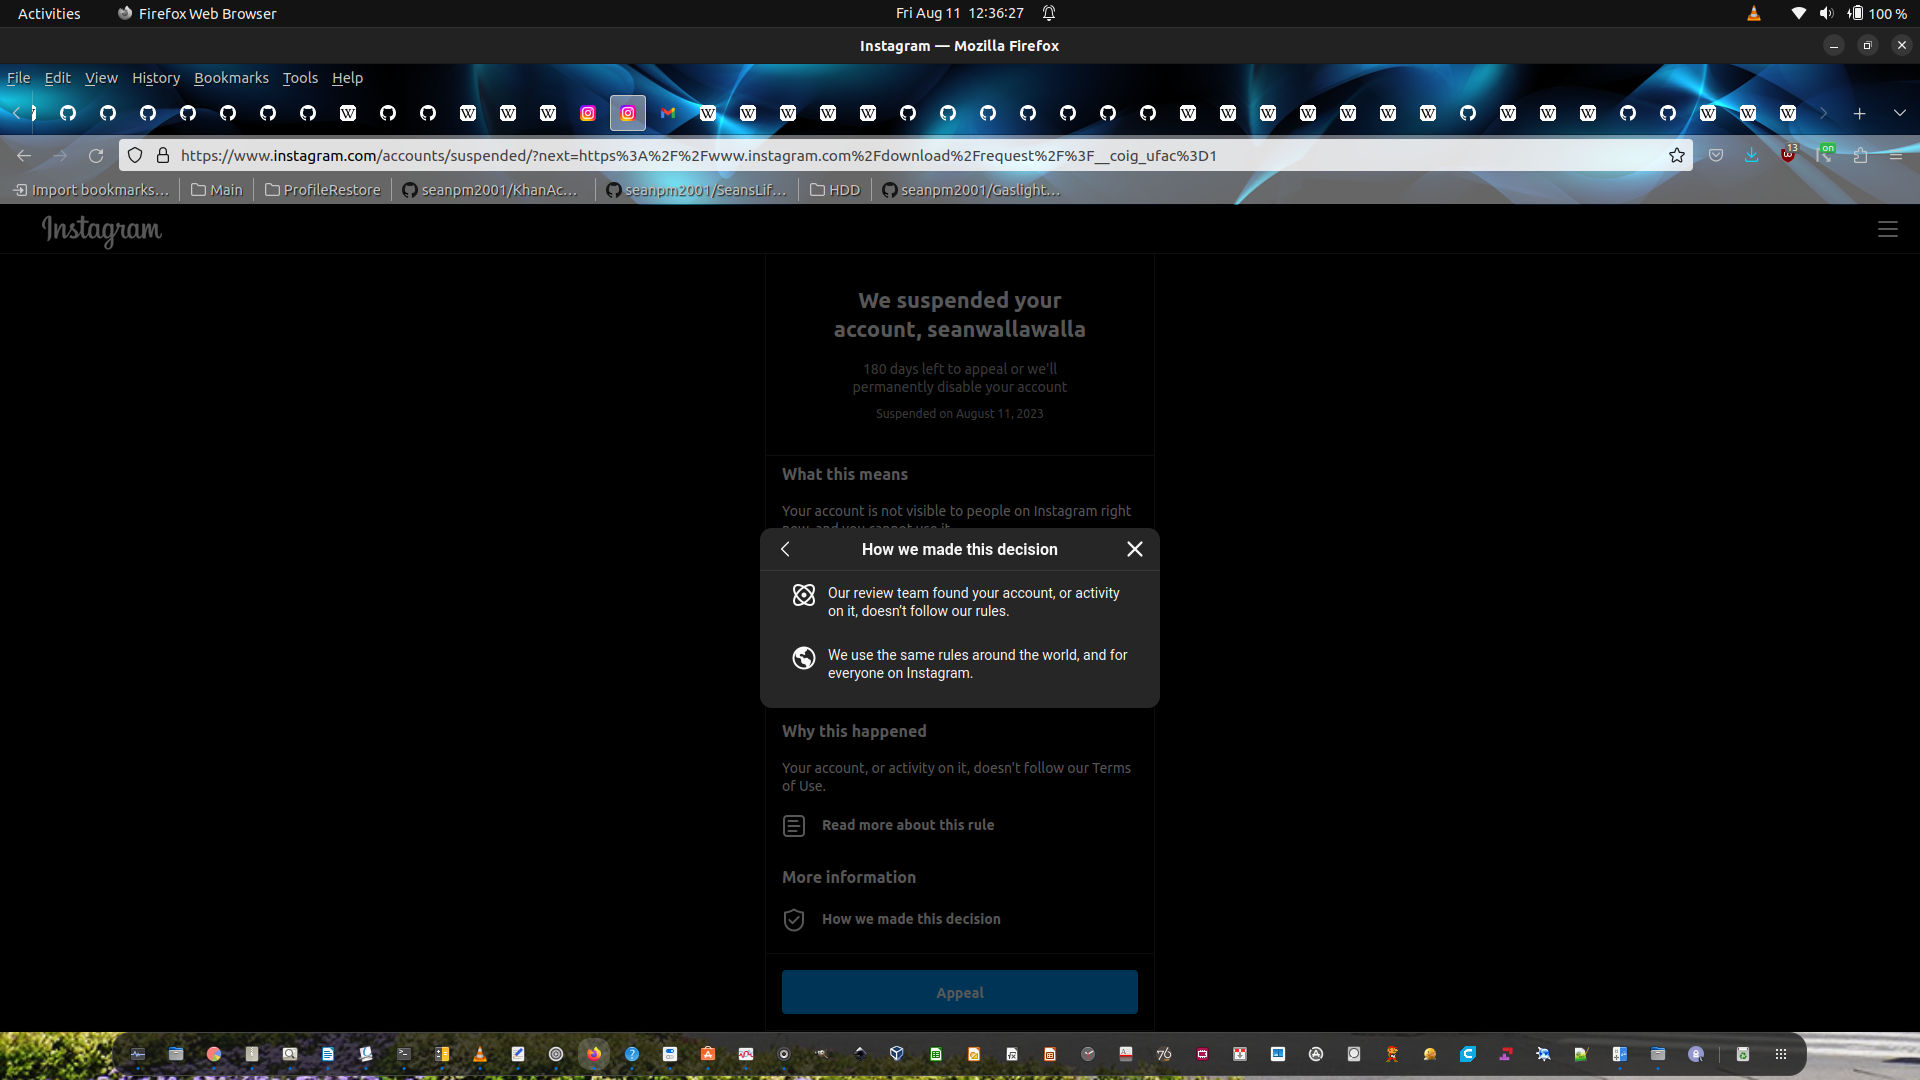 Activities
Firefox Web Browser
Fri Aug 11 12:36:27
100 %
Instagram — Mozilla Firefox
File Edit View History Bookmarks Tools Help
https://www.instagram.com/accounts/suspended/?next=https%3A%2F%2Fwww.instagram.com%2Fdownload%2Frequest%2F%3F__coig_ufac%3D1
13
on
Import bookmarks...
Main
ProfileRestore
seanpm2001/KhanAc...
seanpm2001/SeansLif...
HDD
seanpm2001/Gaslight...
Instagram
We suspended your
account, seanwallawalla
180 days left to appeal or we'll
permanently disable your account
Suspended on August 11, 2023
What this means
Your account is not visible to people on Instagram right
now, and you cannot use it.
How we made this decision
Our review team found your account, or activity
on it, doesn't follow our rules.
We use the same rules around the world, and for
everyone on Instagram.
Why this happened
Your account, or activity on it, doesn't follow our Terms
of Use.
Read more about this rule
More information
How we made this decision
Appeal